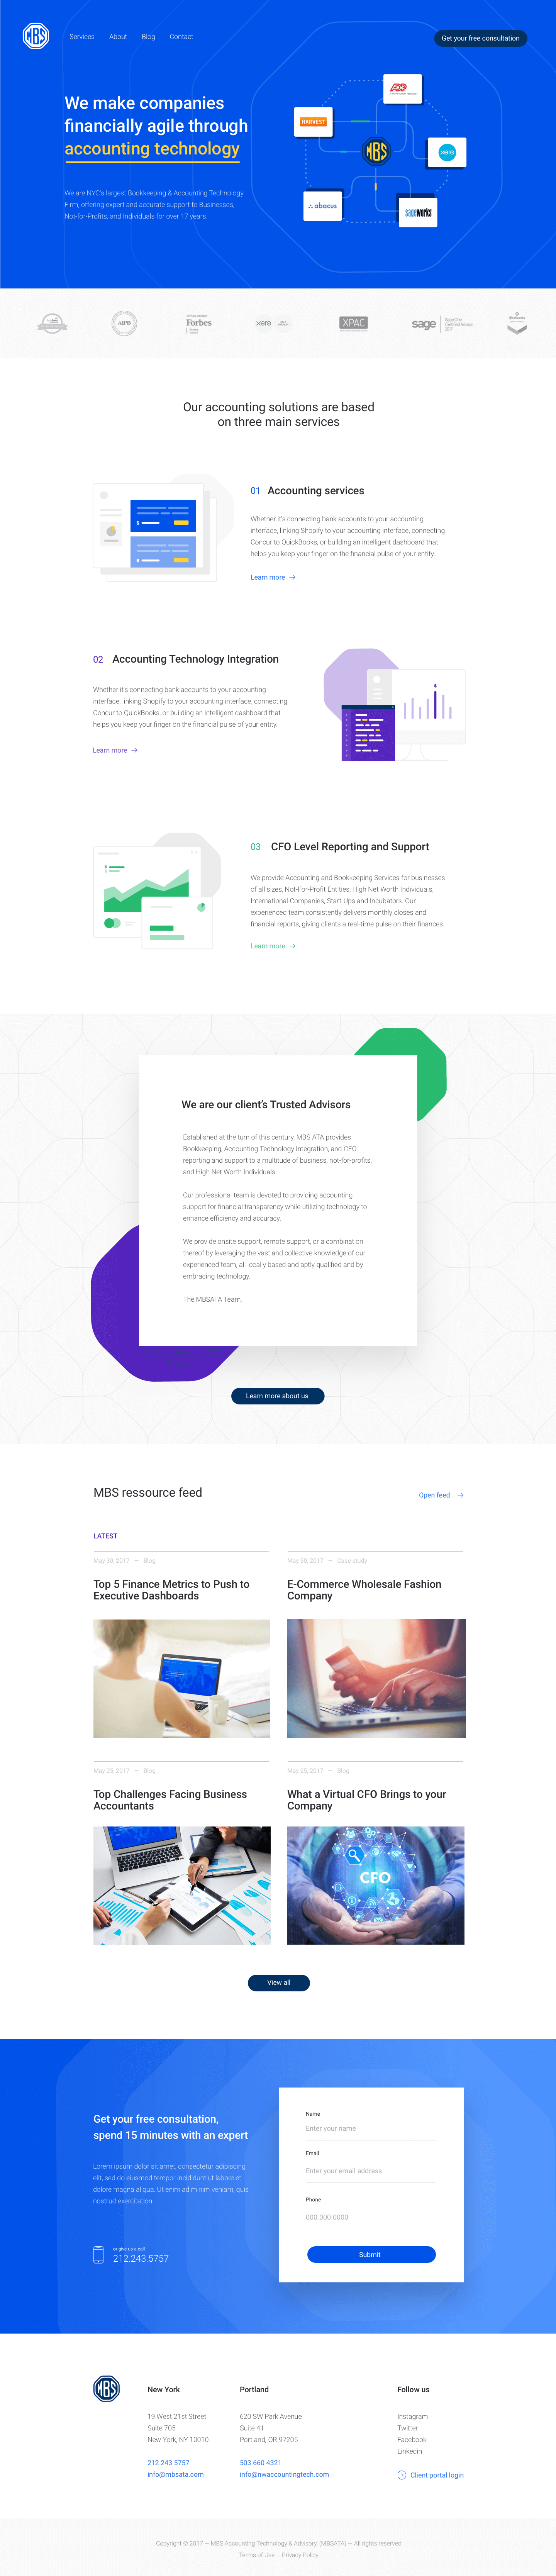 MBS
Services
About
Blog
Contact
Get your free consultation
We make companies
financially agile through
accounting technology
We are NYC's largest Bookkeeping & Accounting Technology
Firm, offering expert and accurate support to Businesses,
Not-for-Profits, and Individuals for over 17 years.
ADP
HARVEST
MBS
xero
abacus
sageworks
AIPB
Forbes
xero
XPAC
sage
SageOne
Certified Advisor
2017
Our accounting solutions are based
on three main services
01 Accounting services
Whether it's connecting bank accounts to your accounting
interface, linking Shopify to your accounting interface, connecting
Concur to QuickBooks, or building an intelligent dashboard that
helps you keep your finger on the financial pulse of your entity.
Learn more
02 Accounting Technology Integration
Whether it's connecting bank accounts to your accounting
interface, linking Shopify to your accounting interface, connecting
Concur to QuickBooks, or building an intelligent dashboard that
helps you keep your finger on the financial pulse of your entity.
Learn more
03 CFO Level Reporting and Support
We provide Accounting and Bookkeeping Services for businesses
of all sizes, Not-For-Profit Entities, High Net Worth Individuals,
International Companies, Start-Ups and Incubators. Our
experienced team consistently delivers monthly closes and
financial reports, giving clients a real-time pulse on their finances.
Learn more
We are our client's Trusted Advisors
Established at the turn of this century, MBS ATA provides
Bookkeeping, Accounting Technology Integration, and CFO
reporting and support to a multitude of business, not-for-profits,
and High Net Worth Individuals.
Our professional team is devoted to providing accounting
support for financial transparency while utilizing technology to
enhance efficiency and accuracy.
We provide onsite support, remote support, or a combination
thereof by leveraging the vast and collective knowledge of our
experienced team, all locally based and aptly qualified and by
embracing technology.
The MBSATA Team,
Learn more about us
MBS ressource feed
Open feed
LATEST
May 30, 2017 — Blog
Top 5 Finance Metrics to Push to
Executive Dashboards
May 30, 2017 — Case study
E-Commerce Wholesale Fashion
Company
May 25, 2017 — Blog
Top Challenges Facing Business
Accountants
May 25, 2017 — Blog
What a Virtual CFO Brings to your
Company
CFO
View all
Get your free consultation,
spend 15 minutes with an expert
Lorem ipsum dolor sit amet, consectetur adipiscing
elit, sed do eiusmod tempor incididunt ut labore et
dolore magna aliqua. Ut enim ad minim veniam, quis
nostrud exercitation.
or give us a call
212.243.5757
Name
Enter your name
Email
Enter your email address
Phone
000.000.0000
Submit
MBS
New York
19 West 21st Street
Suite 705
New York, NY 10010
212 243 5757
info@mbsata.com
Portland
620 SW Park Avenue
Suite 41
Portland, OR 97205
503 660 4321
info@nwaccountingtech.com
Follow us
Instagram
Twitter
Facebook
Linkedin
Client portal login
Copyright © 2017 — MBS Accounting Technology & Advisory, (MBSATA) — All rights reserved
Terms of Use
Privacy Policy